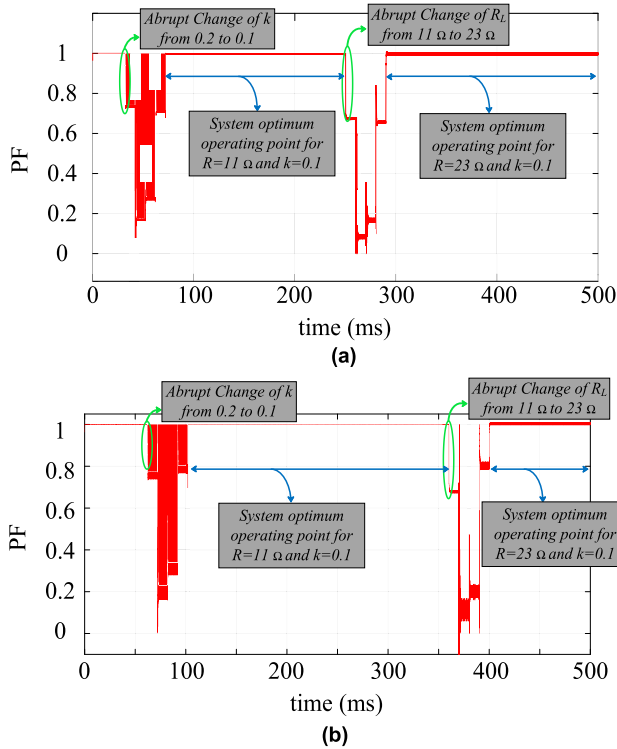 Abrupt Change of k
from 0.2 to 0.1
Abrupt Change of R_L
from 11 Ω to 23 Ω
1
0.8
0.6
0.4
0.2
0
PF
System optimum
operating point for
R=11 Ω and k=0.1
System optimum
operating point for
R=23 Ω and k=0.1
0
100
200
300
400
500
time (ms)
(a)
Abrupt Change of k
from 0.2 to 0.1
Abrupt Change of R_L
from 11 Ω to 23 Ω
1
0.8
0.6
0.4
0.2
0
PF
System optimum
operating point for
R=11 Ω and k=0.1
System optimum
operating point for
R=23 Ω and k=0.1
0
100
200
300
400
500
time (ms)
(b)